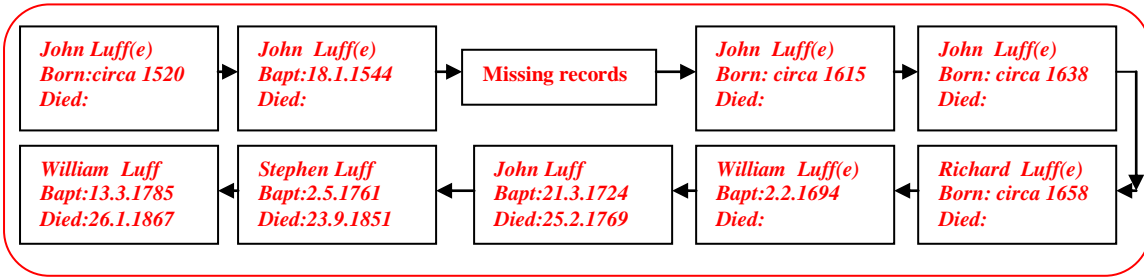 John Luff(e)
Born:circa 1520
Died:
John Luff(e)
Bapt:18.1.1544
Died:
Missing records
John Luff(e)
Born: circa 1615
Died:
John Luff(e)
Born: circa 1638
Died:
Richard Luff(e)
Born: circa 1658
Died:
William Luff(e)
Bapt:2.2.1694
Died:
John Luff
Bapt:21.3.1724
Died:25.2.1769
Stephen Luff
Bapt:2.5.1761
Died:23.9.1851
William Luff
Bapt:13.3.1785
Died:26.1.1867